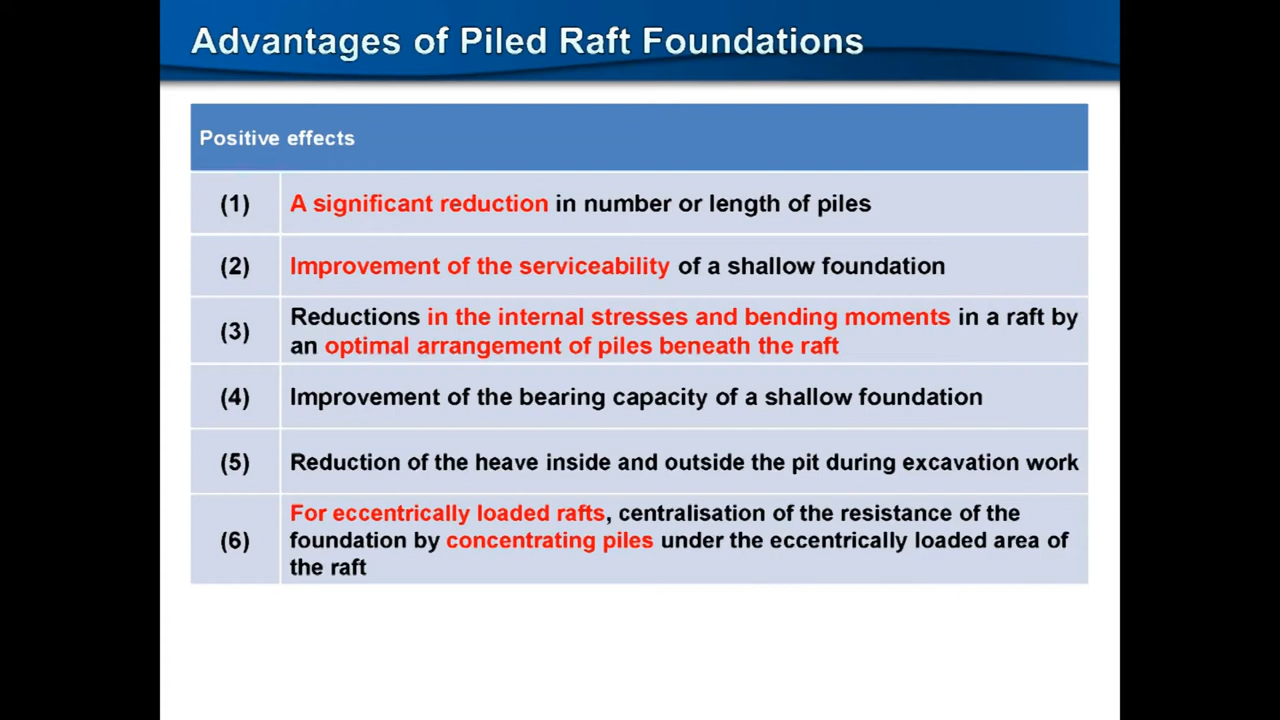 Advantages of Piled Raft Foundations
Positive effects
(1)
A significant reduction in number or length of piles
(2)
Improvement of the serviceability of a shallow foundation
(3)
Reductions in the internal stresses and bending moments in a raft by
an optimal arrangement of piles beneath the raft
(4)
Improvement of the bearing capacity of a shallow foundation
(5)
Reduction of the heave inside and outside the pit during excavation work
(6)
For eccentrically loaded rafts, centralisation of the resistance of the
foundation by concentrating piles under the eccentrically loaded area of
the raft